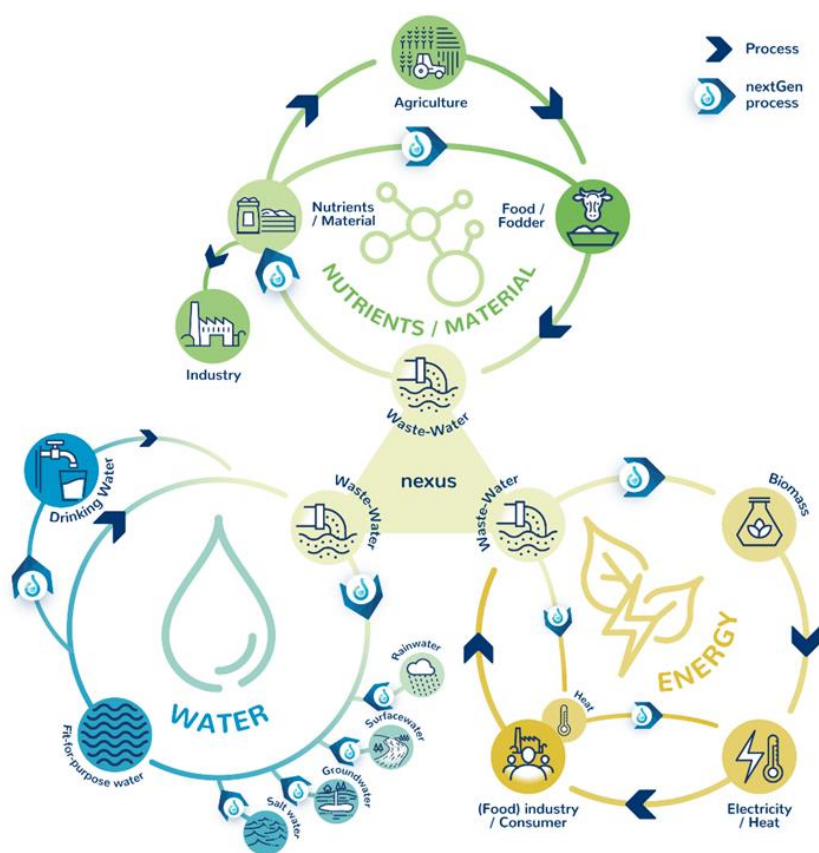 Process
nextGen
process
Agriculture
Nutrients
/ Material
Food /
Fodder
NUTRIENTS / MATERIAL
Industry
Waste-Water
nexus
Drinking Water
Waste-Water
Waste-Water
Biomass
ENERGY
WATER
Rainwater
Surfacewater
Groundwater
Salt water
Fit-for-purpose water
Heat
(Food) industry
/ Consumer
Electricity
/ Heat